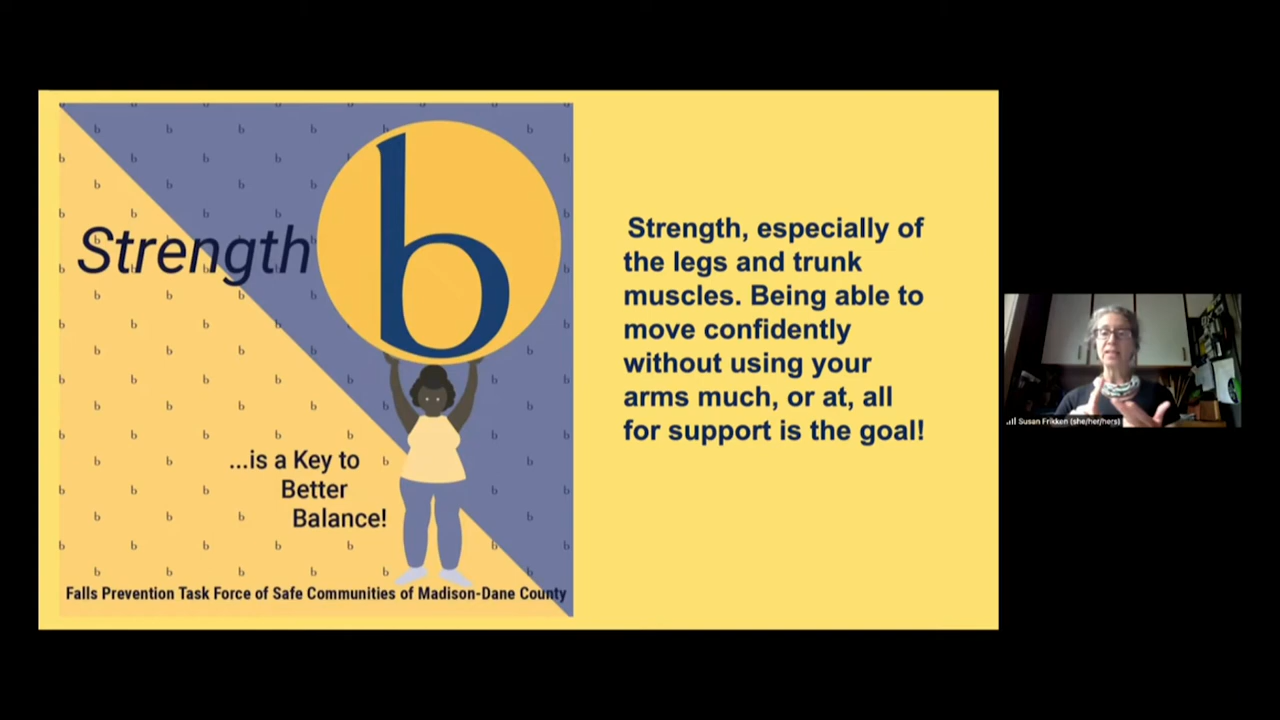 Strength
b
...is a Key to
Better
Balance!
Falls Prevention Task Force of Safe Communities of Madison-Dane County
Strength, especially of
the legs and trunk
muscles. Being able to
move confidently
without using your
arms much, or at, all
for support is the goal!
Susan Frikken (she/her/hers)